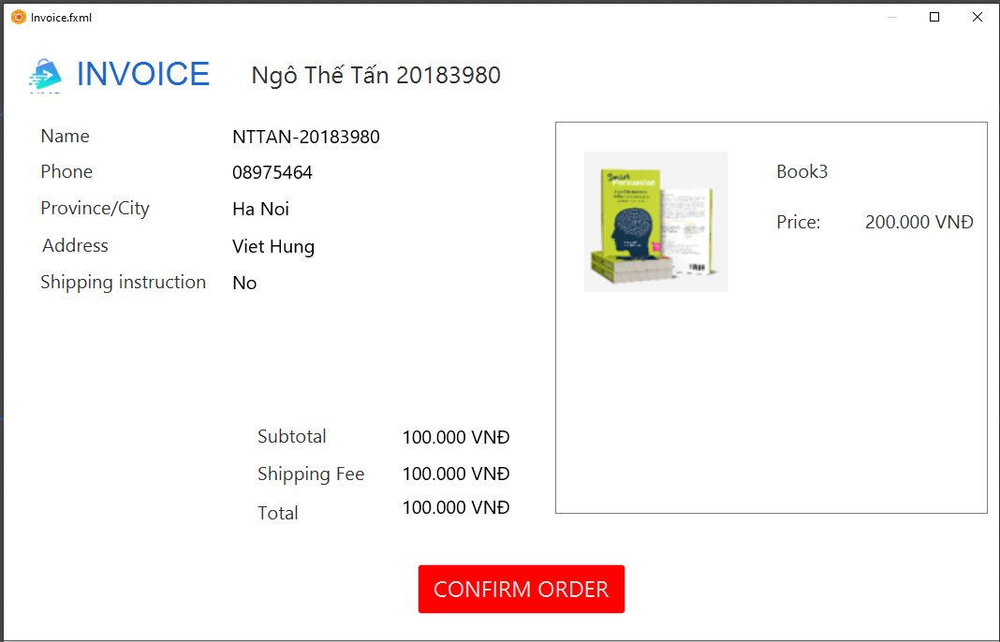 Invoice.fxml
INVOICE
Ngô Thế Tấn 20183980
Name NTTAN-20183980
Phone 08975464
Province/City Ha Noi
Address Viet Hung
Shipping instruction No
Subtotal 100.000 VNĐ
Shipping Fee 100.000 VNĐ
Total 100.000 VNĐ
Smart
Persuasion
Book3
Price: 200.000 VNĐ
CONFIRM ORDER